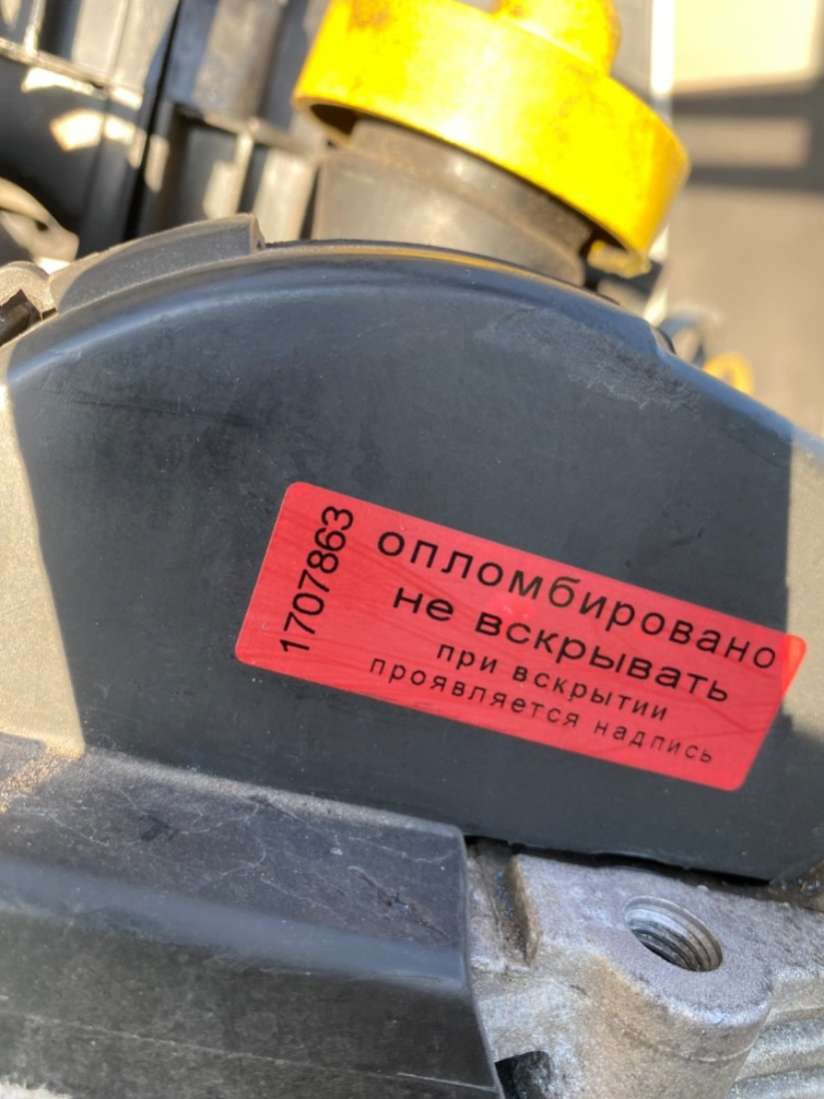 1707863
опломбировано
не вскрывать
при вскрытии
проявляется надпись